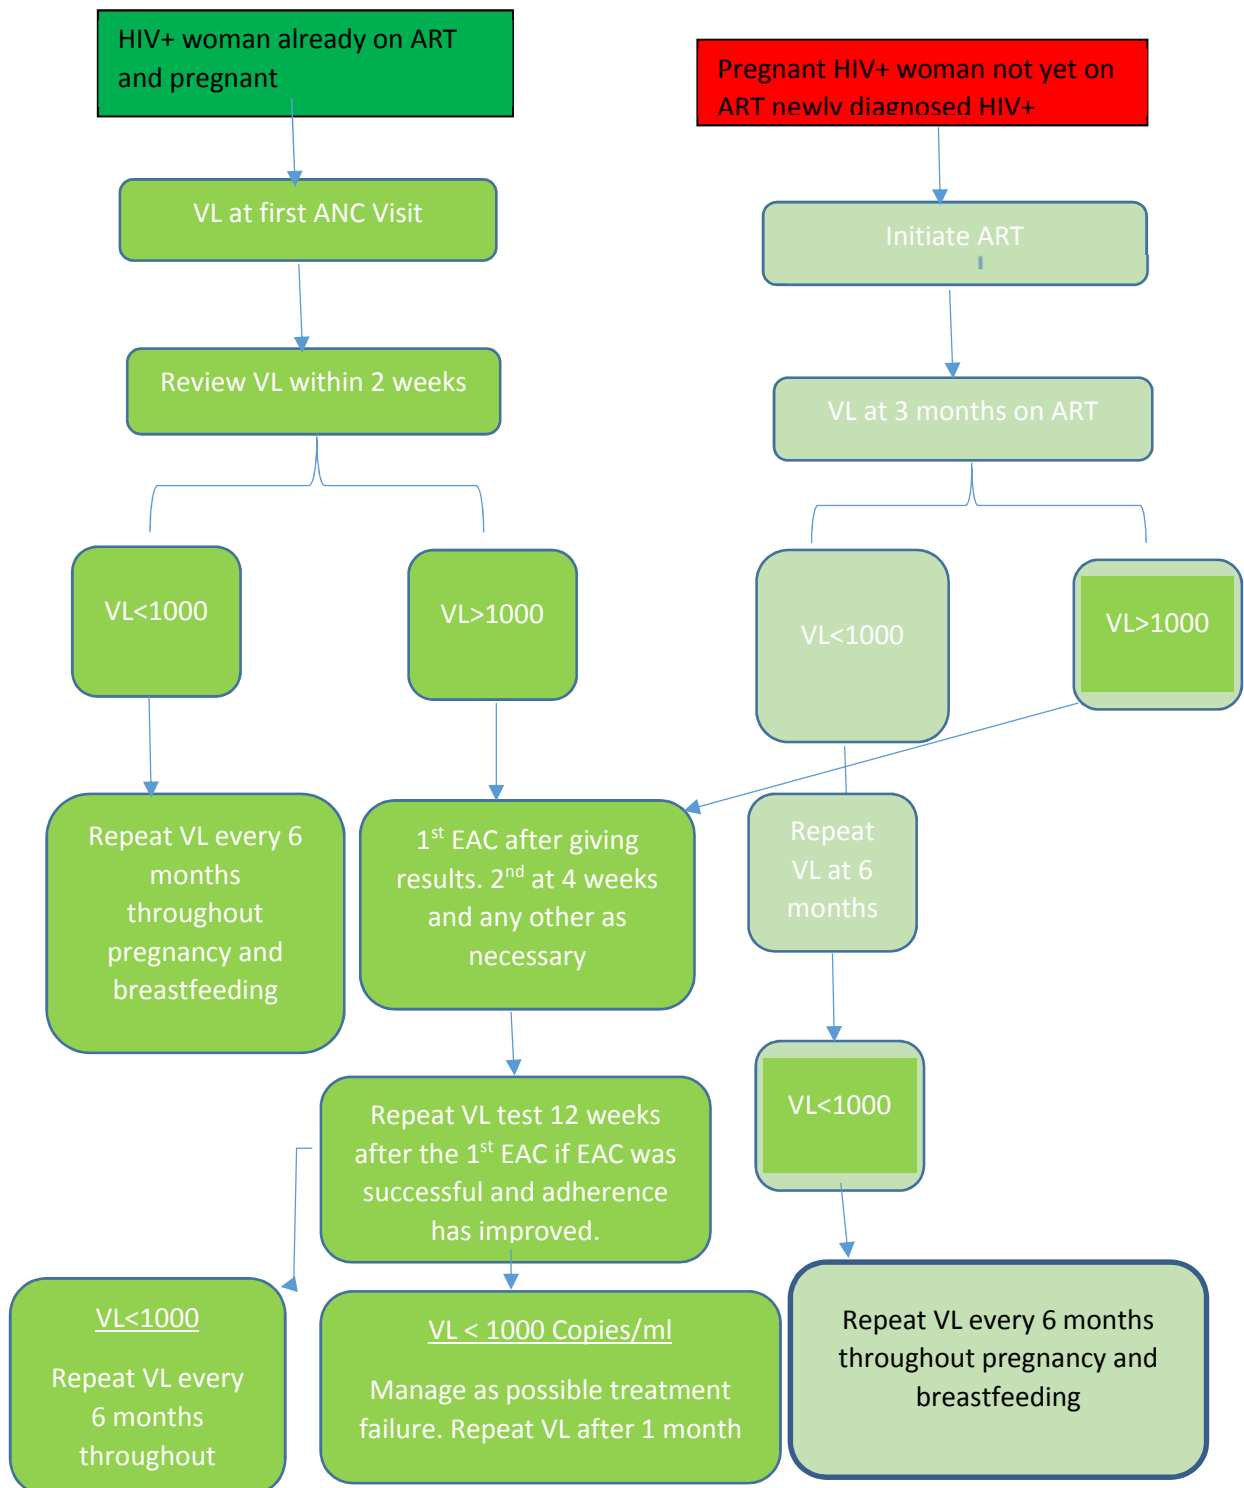 HIV+ woman already on ART
and pregnant
Pregnant HIV+ woman not yet on
ART newly diagnosed HIV+
VL at first ANC Visit
Initiate ART
Review VL within 2 weeks
VL at 3 months on ART
VL<1000
VL>1000
VL<1000
VL>1000
Repeat VL every 6
months
throughout
pregnancy and
breastfeeding
1st EAC after giving
results. 2nd at 4 weeks
and any other as
necessary
Repeat
VL at 6
months
Repeat VL test 12 weeks
after the 1st EAC if EAC was
successful and adherence
has improved.
VL<1000
VL<1000
Repeat VL every
6 months
throughout
VL < 1000 Copies/ml
Manage as possible treatment
failure. Repeat VL after 1 month
Repeat VL every 6 months
throughout pregnancy and
breastfeeding